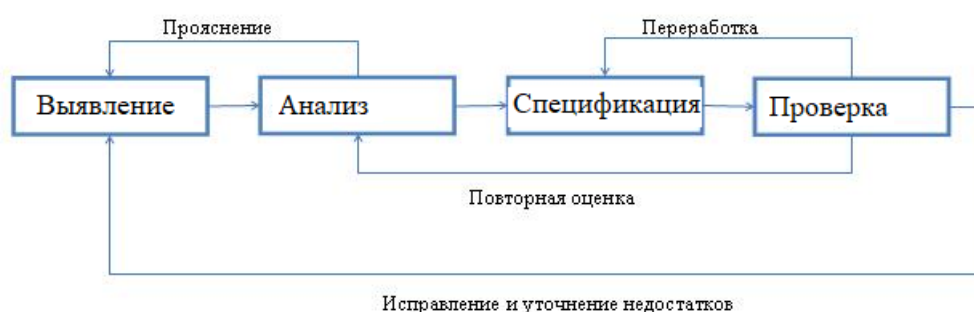 Прояснение
Переработка
Выявление
Анализ
Спецификация
Проверка
Повторная оценка
Исправление и уточнение недостатков